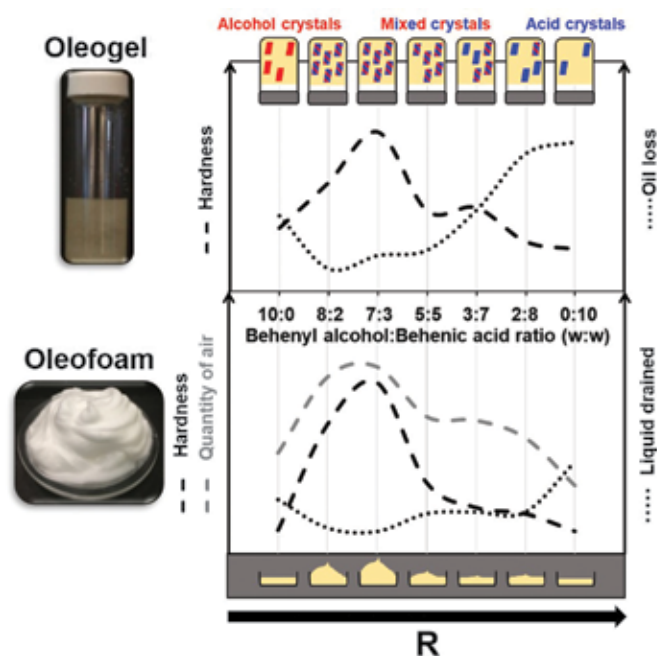 Oleogel
Alcohol crystals
Mixed crystals
Acid crystals
Hardness
Oil loss
10:0 8:2 7:3 5:5 3:7 2:8 0:10
Behenyl alcohol:Behenic acid ratio (w:w)
Oleofoam
Hardness
Quantity of air
Liquid drained
R